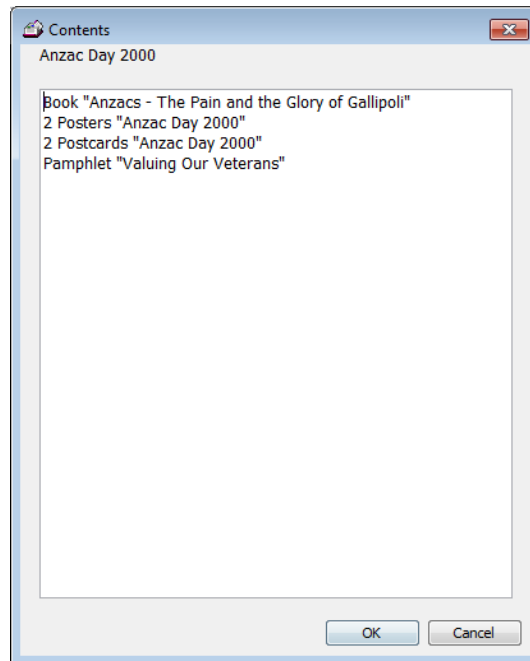 Contents
Anzac Day 2000
Book "Anzacs - The Pain and the Glory of Gallipoli"
2 Posters "Anzac Day 2000"
2 Postcards "Anzac Day 2000"
Pamphlet "Valuing Our Veterans"
OK Cancel